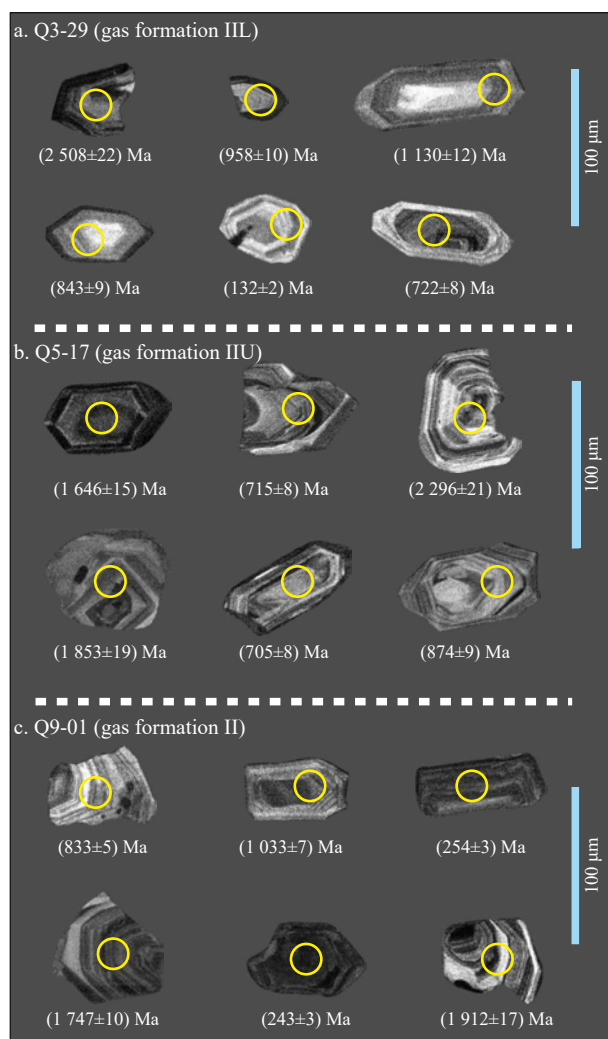 a. Q3-29 (gas formation IIL)
(2 508±22) Ma (958±10) Ma (1 130±12) Ma
100 μm
(843±9) Ma (132±2) Ma (722±8) Ma
b. Q5-17 (gas formation IIU)
(1 646±15) Ma (715±8) Ma (2 296±21) Ma
100 μm
(1 853±19) Ma (705±8) Ma (874±9) Ma
c. Q9-01 (gas formation II)
(833±5) Ma (1 033±7) Ma (254±3) Ma
100 μm
(1 747±10) Ma (243±3) Ma (1 912±17) Ma